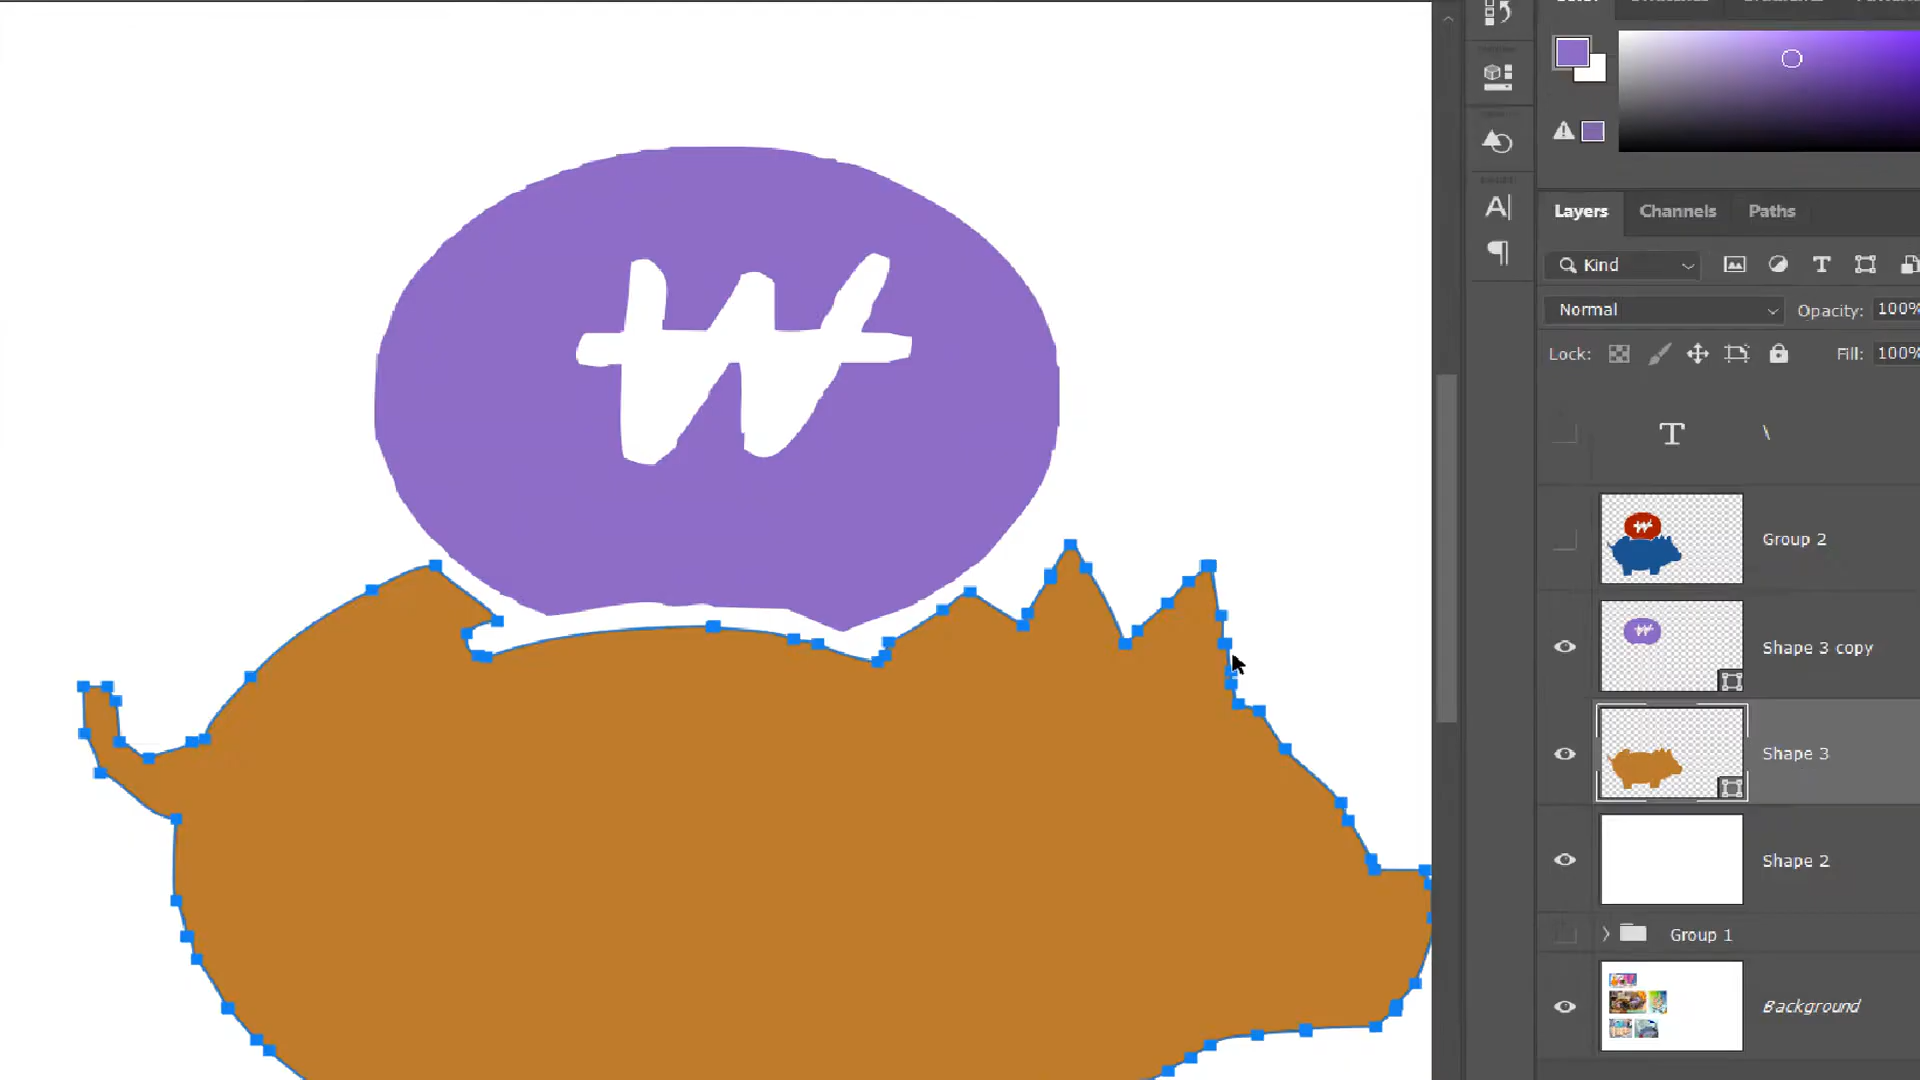 ₩
Layers Channels Paths
Kind
T
Normal Opacity: 100%
Lock: Fill: 100%
T \
Group 2
Shape 3 copy
Shape 3
Shape 2
Group 1
Background